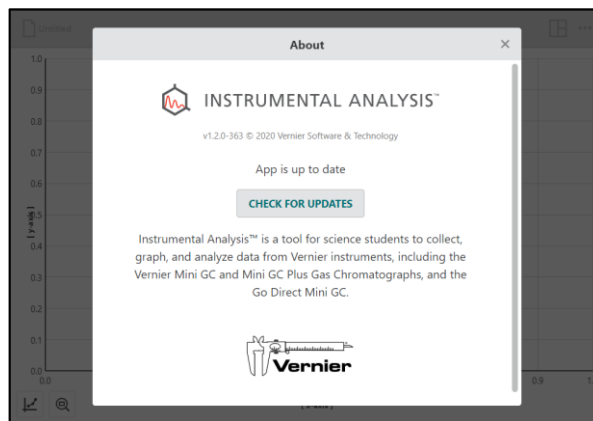 Untitled
About
INSTRUMENTAL ANALYSIS™
v1.2.0-363 © 2020 Vernier Software & Technology
App is up to date
CHECK FOR UPDATES
Instrumental Analysis™ is a tool for science students to collect,
graph, and analyze data from Vernier instruments, including the
Vernier Mini GC and Mini GC Plus Gas Chromatographs, and the
Go Direct Mini GC.
Vernier
1.0
0.9
0.8
0.7
0.6
[ y-axis ]
0.4
0.3
0.2
0.1
0.0
0.0
0.9